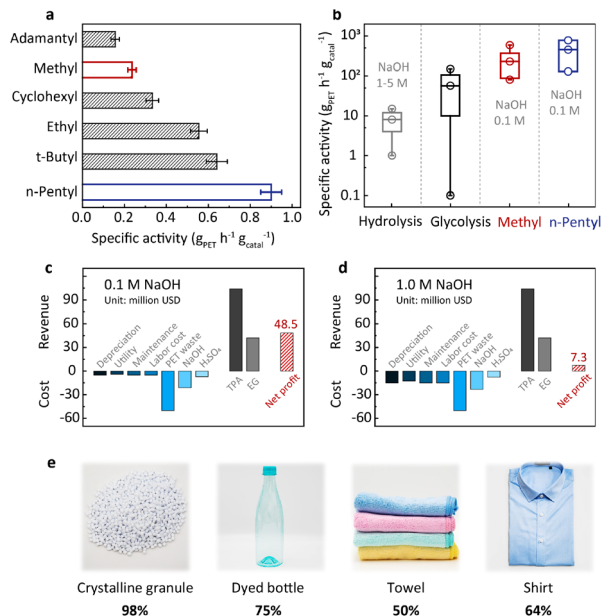 a
Adamantyl
Methyl
Cyclohexyl
Ethyl
t-Butyl
n-Pentyl
0.0 0.2 0.4 0.6 0.8 1.0
Specific activity (gPET h⁻¹ gcatal⁻¹)
b
Specific activity (gPET h⁻¹ gcatal⁻¹)
10³
10²
10
1
0.1
NaOH
1-5 M
NaOH
0.1 M
NaOH
0.1 M
Hydrolysis Glycolysis Methyl n-Pentyl
c
Cost Revenue
90
60
30
0
-30
-60
0.1 M NaOH
Unit: million USD
Depreciation
Utility
Maintenance
Labor cost
PET waste
NaOH
H₂SO₄
TPA
EG
48.5
Net profit
d
Cost Revenue
90
60
30
0
-30
-60
1.0 M NaOH
Unit: million USD
Depreciation
Utility
Maintenance
Labor cost
PET waste
NaOH
H₂SO₄
TPA
EG
7.3
Net profit
e
Crystalline granule Dyed bottle Towel Shirt
98% 75% 50% 64%